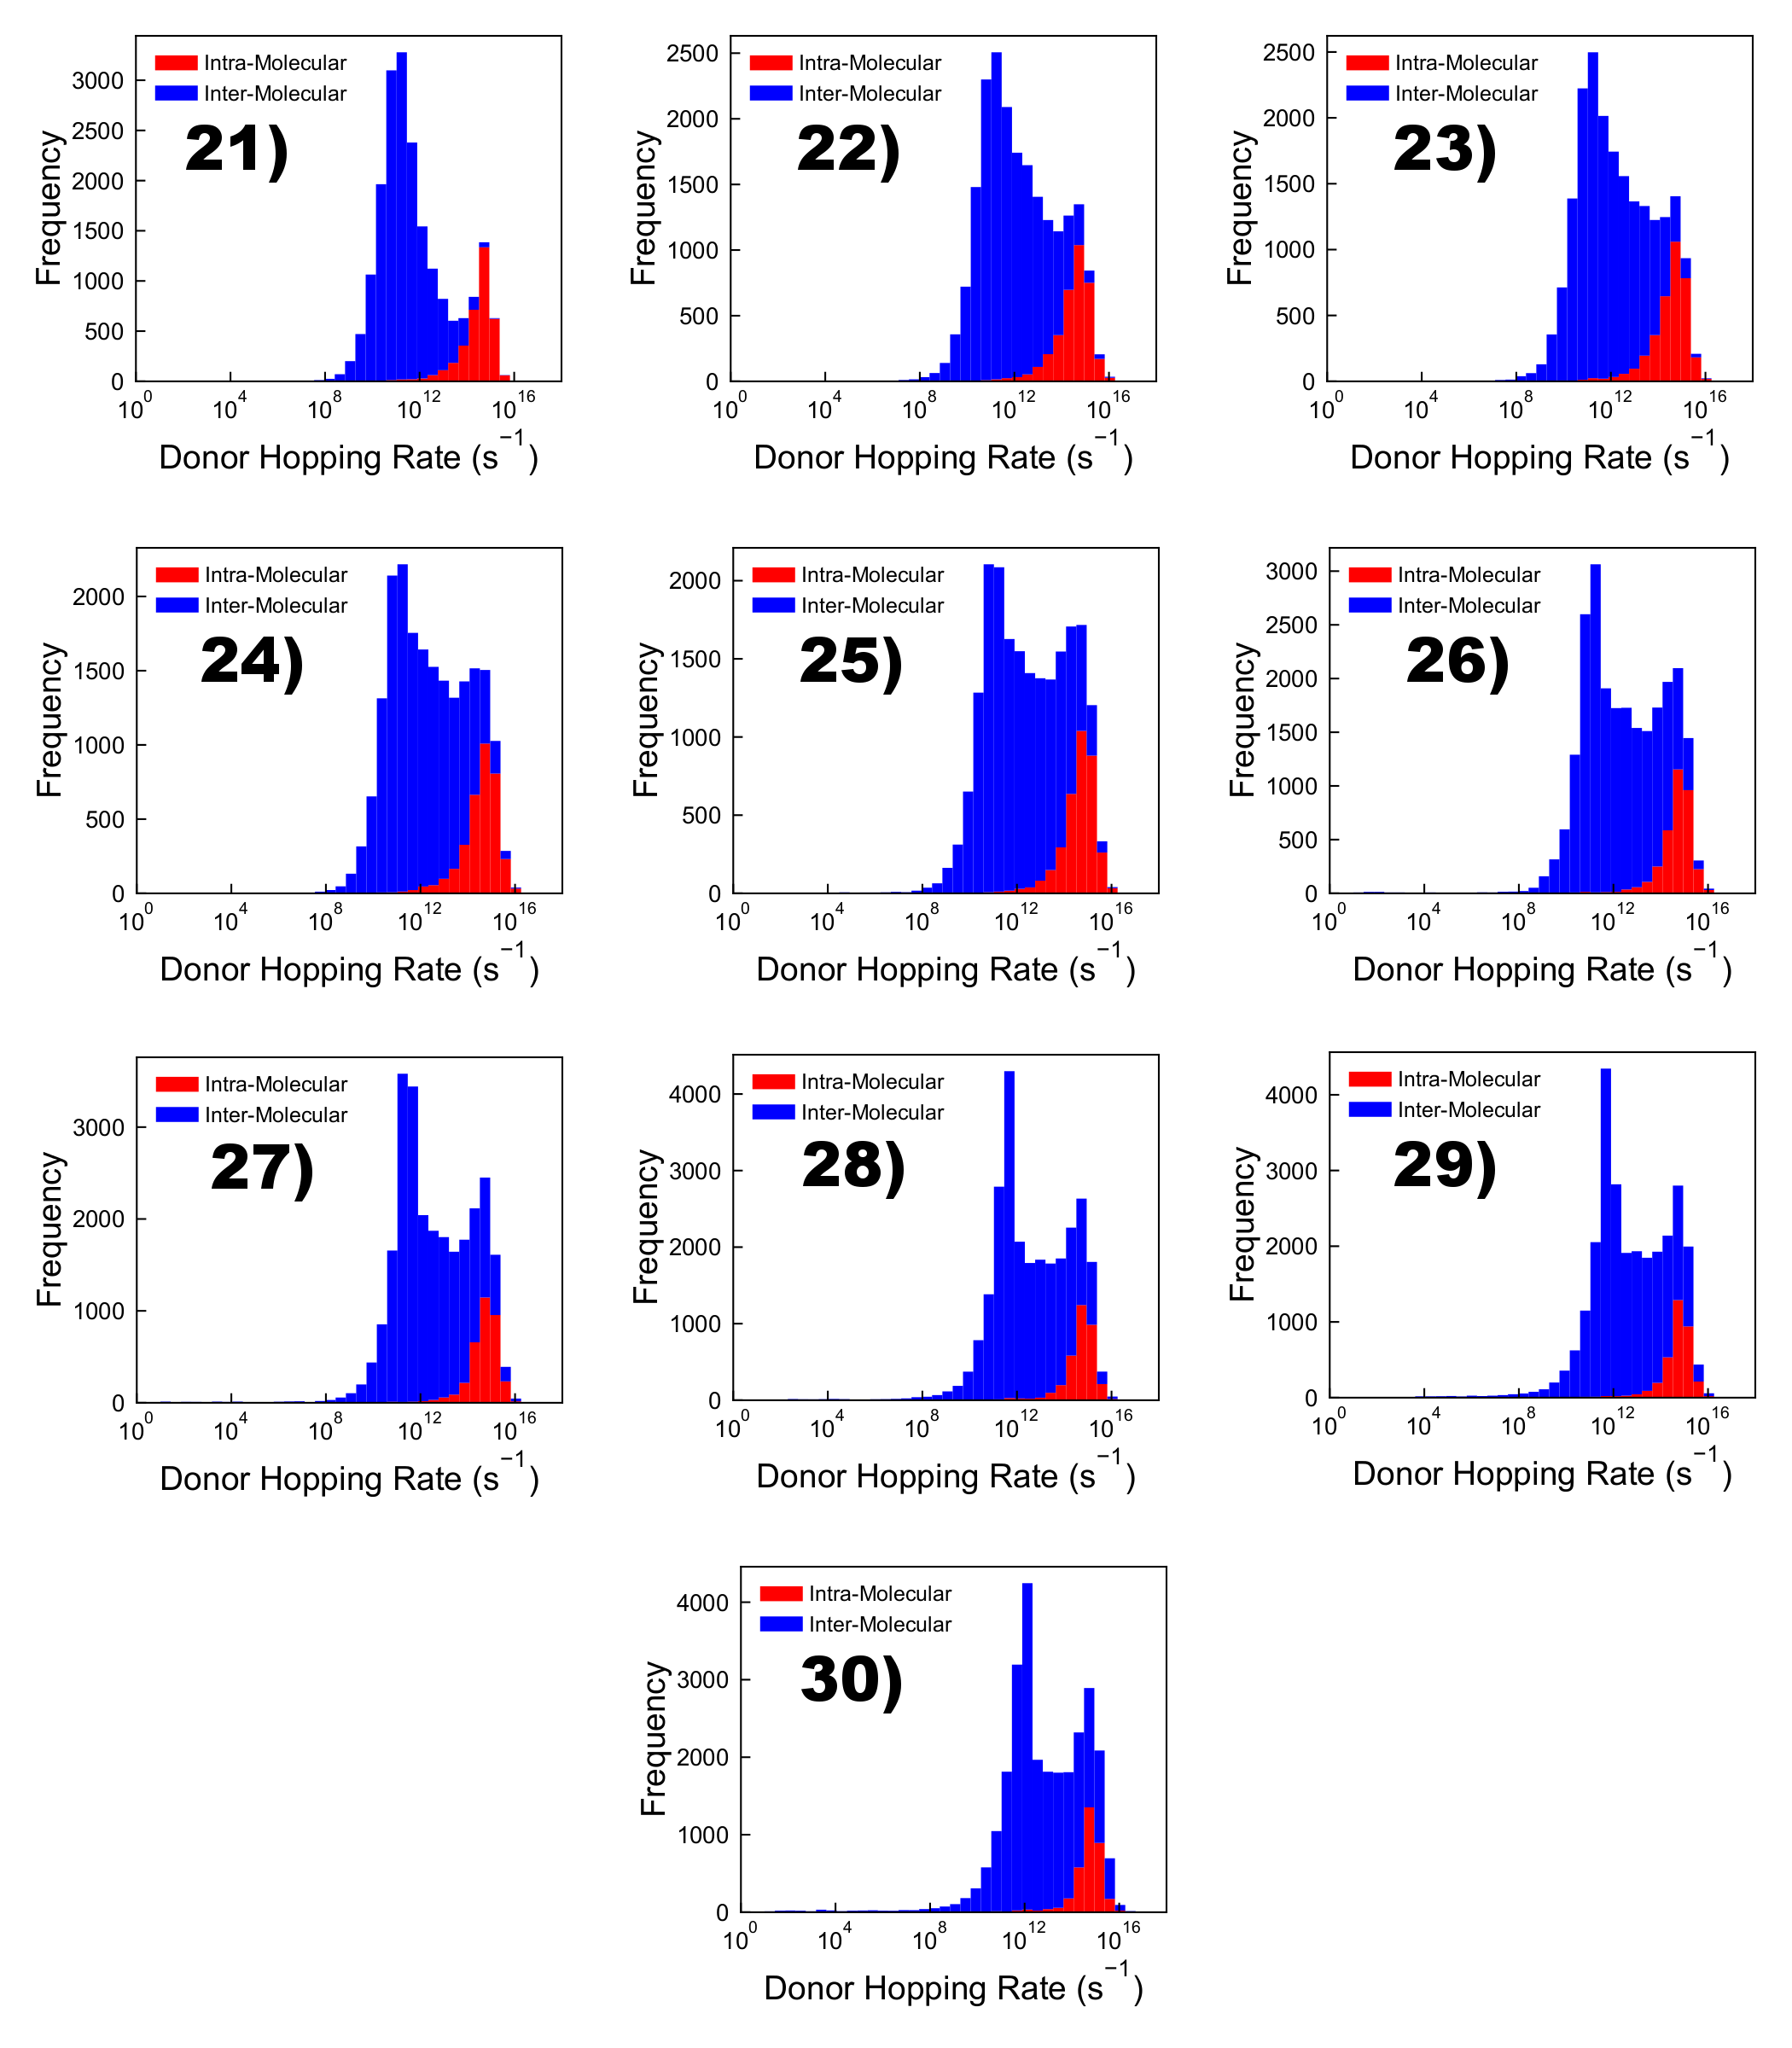 Intra-Molecular
Inter-Molecular
21)
Frequency
3000
2500
2000
1500
1000
500
0
10^0 10^4 10^8 10^12 10^16
Donor Hopping Rate (s^−1)
Intra-Molecular
Inter-Molecular
22)
Frequency
2500
2000
1500
1000
500
0
10^0 10^4 10^8 10^12 10^16
Donor Hopping Rate (s^−1)
Intra-Molecular
Inter-Molecular
23)
Frequency
2500
2000
1500
1000
500
0
10^0 10^4 10^8 10^12 10^16
Donor Hopping Rate (s^−1)
Intra-Molecular
Inter-Molecular
24)
Frequency
2000
1500
1000
500
0
10^0 10^4 10^8 10^12 10^16
Donor Hopping Rate (s^−1)
Intra-Molecular
Inter-Molecular
25)
Frequency
2000
1500
1000
500
0
10^0 10^4 10^8 10^12 10^16
Donor Hopping Rate (s^−1)
Intra-Molecular
Inter-Molecular
26)
Frequency
3000
2500
2000
1500
1000
500
0
10^0 10^4 10^8 10^12 10^16
Donor Hopping Rate (s^−1)
Intra-Molecular
Inter-Molecular
27)
Frequency
3000
2000
1000
0
10^0 10^4 10^8 10^12 10^16
Donor Hopping Rate (s^−1)
Intra-Molecular
Inter-Molecular
28)
Frequency
4000
3000
2000
1000
0
10^0 10^4 10^8 10^12 10^16
Donor Hopping Rate (s^−1)
Intra-Molecular
Inter-Molecular
29)
Frequency
4000
3000
2000
1000
0
10^0 10^4 10^8 10^12 10^16
Donor Hopping Rate (s^−1)
Intra-Molecular
Inter-Molecular
30)
Frequency
4000
3000
2000
1000
0
10^0 10^4 10^8 10^12 10^16
Donor Hopping Rate (s^−1)